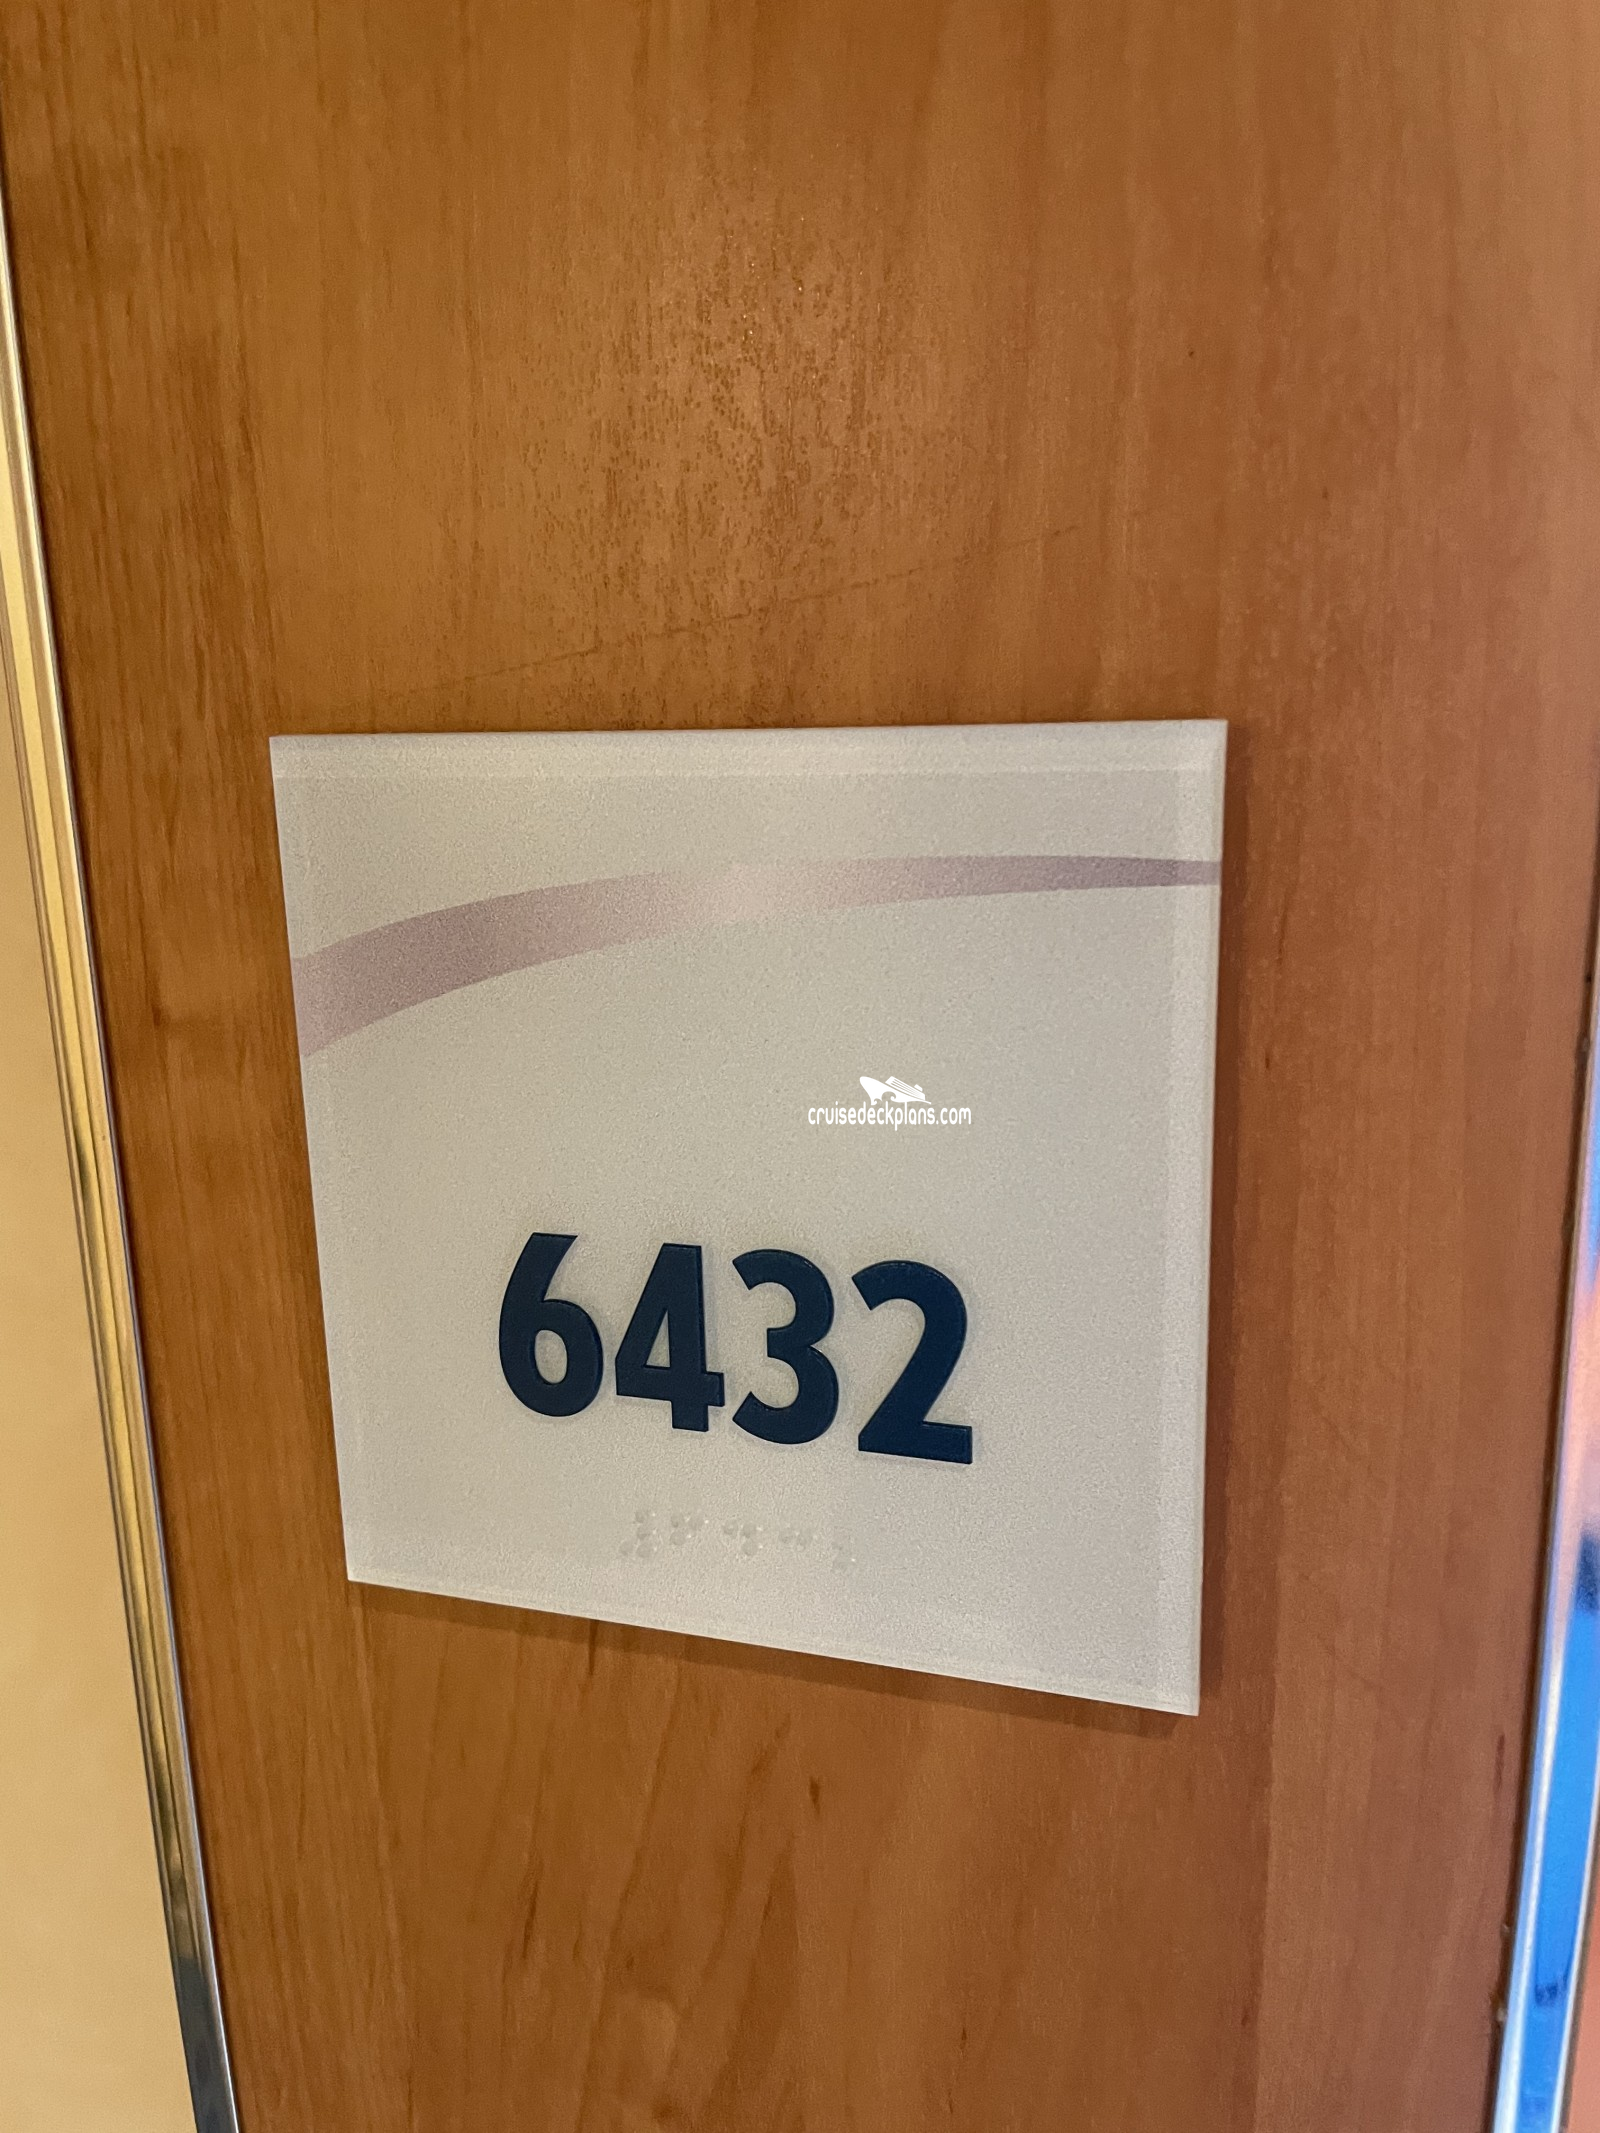 cruisedeckplans.com
6432
⠼⠋⠙⠉⠃